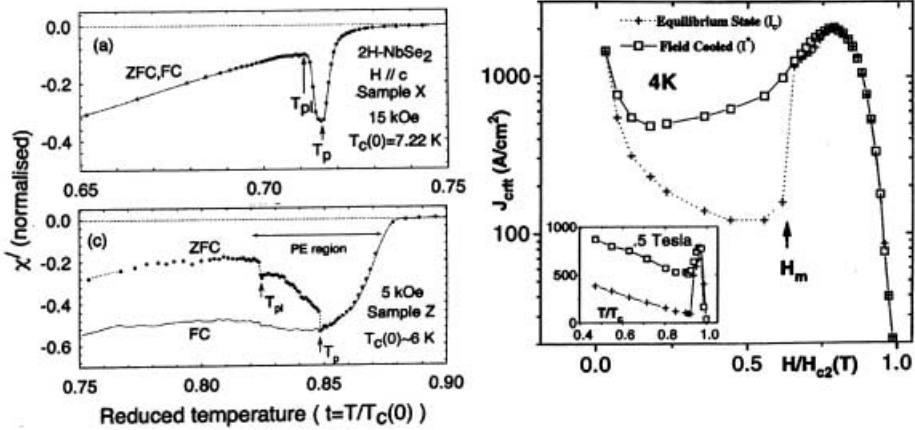 χ′ (normalised)
0.0
-0.2
-0.4
(a)
ZFC,FC
Tpl
Tp
2H-NbSe2
H // c
Sample X
15 kOe
TC(0)=7.22 K
0.65
0.70
0.75
0.0
-0.2
-0.4
-0.6
(c)
ZFC
PE region
Tpl
FC
Tp
5 kOe
Sample Z
TC(0)~6 K
0.75
0.80
0.85
0.90
Reduced temperature ( t=T/TC(0) )
Jcrit (A/cm2)
1000
100
Field Cooled (I*)
4K
Hm
1000
500
0
.5 Tesla
0.4
0.6
0.8
1.0
0.0
0.5
H/Hc2(T)
1.0